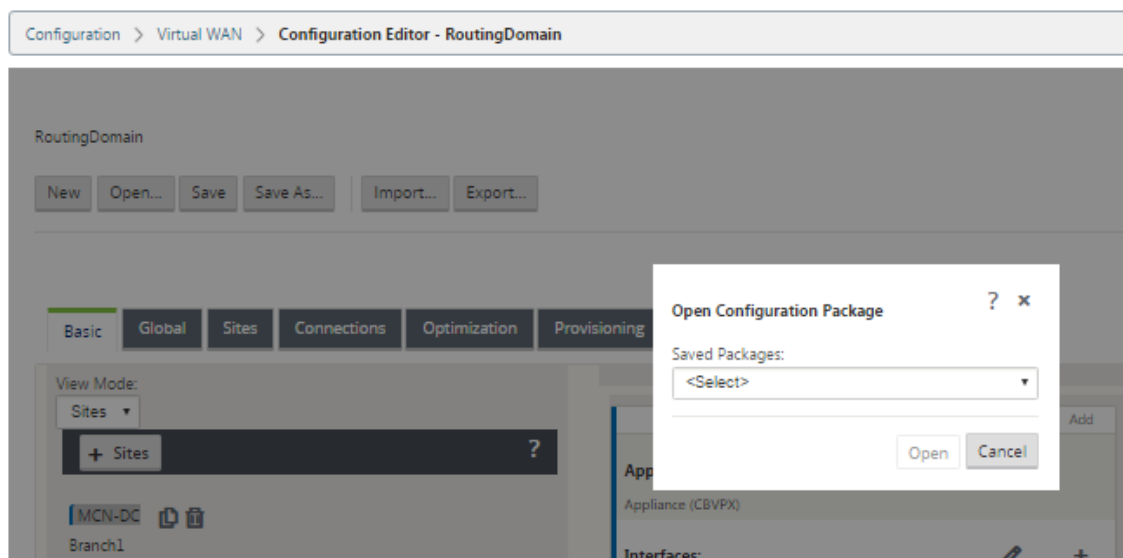 Configuration > Virtual WAN > Configuration Editor - RoutingDomain
RoutingDomain
New Open... Save Save As... Import... Export...
Basic Global Sites Connections Optimization Provisioning
View Mode:
Sites
+ Sites ?
MCN-DC
Branch1
Open Configuration Package ? ×
Saved Packages:
<Select>
Open Cancel
Add
App
Appliance (CBVPX)
Interfaces: +